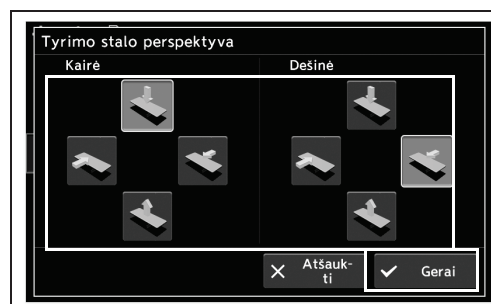 Tyrimo stalo perspektyva
Kairė Dešinė
Atšauk-
ti
Gerai